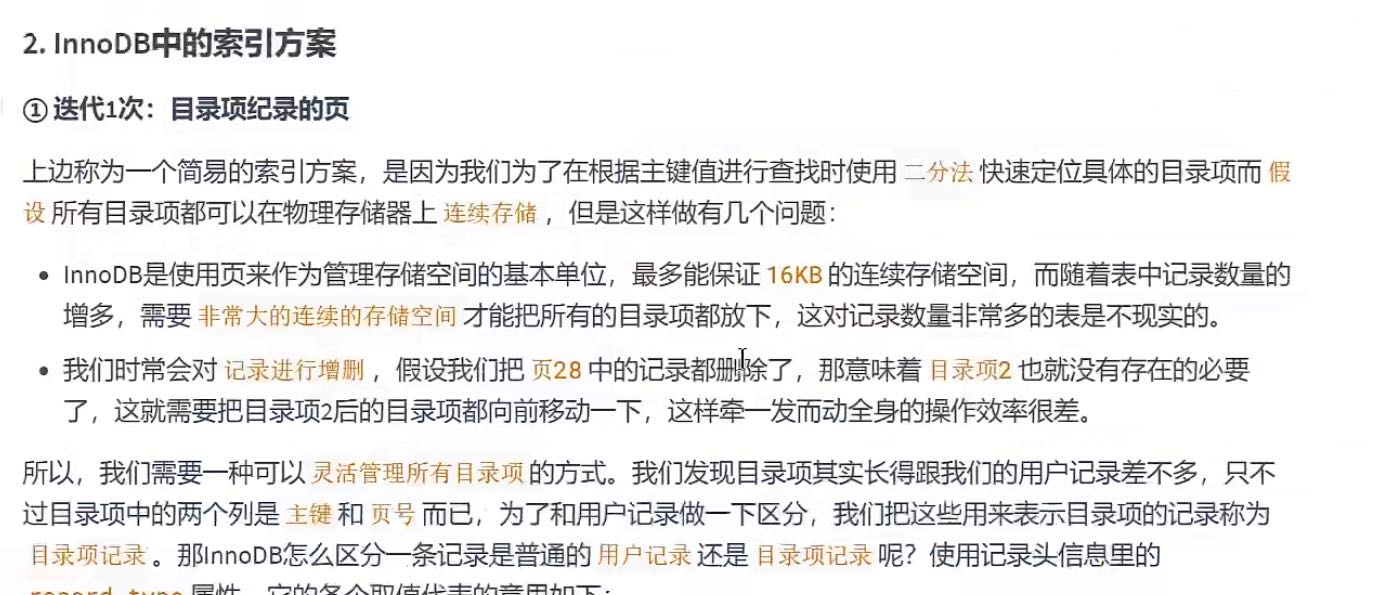 2. InnoDB中的索引方案
① 迭代1次：目录项纪录的页
上边称为一个简易的索引方案，是因为我们为了在根据主键值进行查找时使用 二分法 快速定位具体的目录项而 假
设 所有目录项都可以在物理存储器上 连续存储 ，但是这样做有几个问题：
• InnoDB是使用页来作为管理存储空间的基本单位，最多能保证 16KB 的连续存储空间，而随着表中记录数量的
增多，需要 非常大的连续的存储空间 才能把所有的目录项都放下，这对记录数量非常多的表是不现实的。
• 我们时常会对 记录进行增删 ，假设我们把 页28 中的记录都删除了，那意味着 目录项2 也就没有存在的必要
了，这就需要把目录项2后的目录项都向前移动一下，这样牵一发而动全身的操作效率很差。
所以，我们需要一种可以 灵活管理所有目录项 的方式。我们发现目录项其实长得跟我们的用户记录差不多，只不
过目录项中的两个列是 主键 和 页号 而已，为了和用户记录做一下区分，我们把这些用来表示目录项的记录称为
目录项记录 。那InnoDB怎么区分一条记录是普通的 用户记录 还是 目录项记录 呢？使用记录头信息里的
record_type 属性，它的各个取值代表的意思如下：